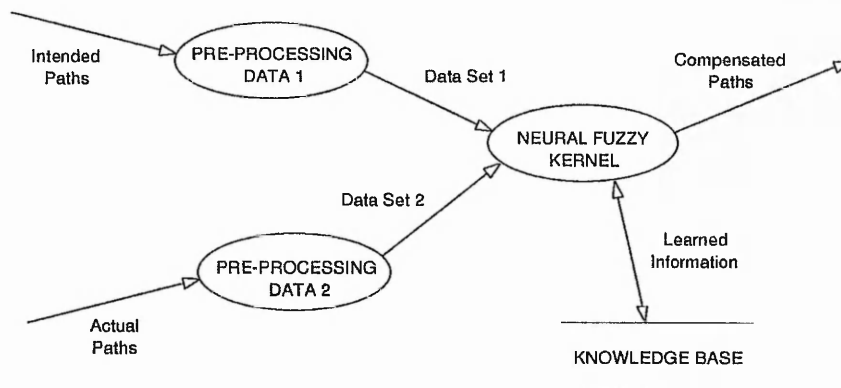 Intended
Paths
PRE-PROCESSING
DATA 1
Data Set 1
Compensated
Paths
NEURAL FUZZY
KERNEL
Data Set 2
PRE-PROCESSING
DATA 2
Actual
Paths
Learned
Information
KNOWLEDGE BASE